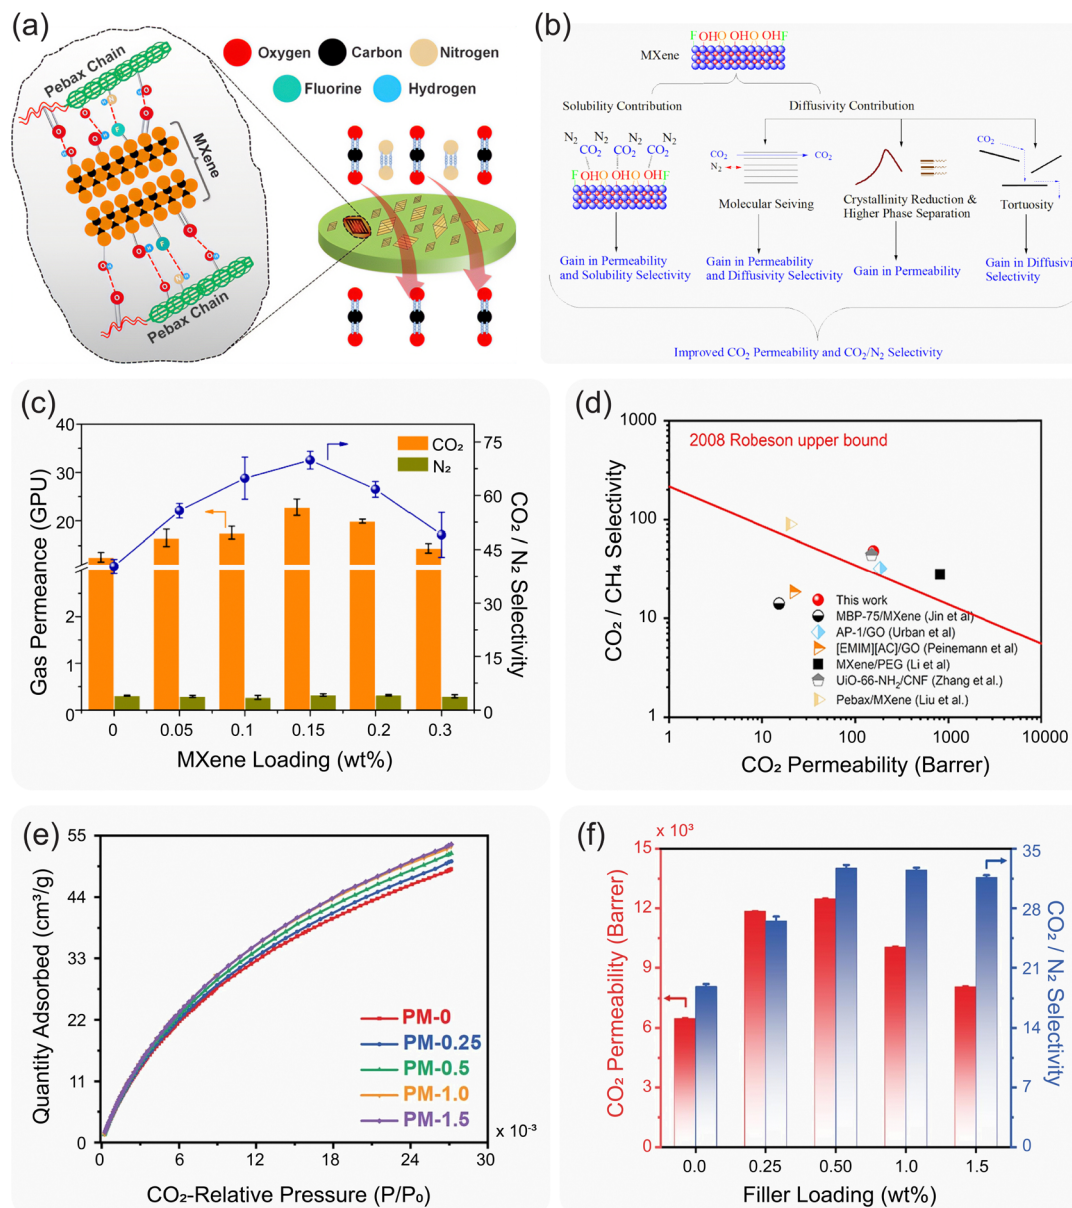 (a)
Pebax Chain
MXene
Pebax Chain
Oxygen
Carbon
Nitrogen
Fluorine
Hydrogen
(b)
F OHO OHO OHF
MXene
Solubility Contribution
Diffusivity Contribution
N₂ N₂ N₂ N₂
CO₂ CO₂ CO₂
F OHO OHO OHF
CO₂
CO₂
N₂
Molecular Seiving
Crystallinity Reduction &
Higher Phase Separation
CO₂
Tortuosity
Gain in Permeability
and Solubility Selectivity
Gain in Permeability
and Diffusivity Selectivity
Gain in Permeability
Gain in Diffusivi
Selectivity
Improved CO₂ Permeability and CO₂/N₂ Selectivity
(c)
Gas Permeance (GPU)
40
30
20
2
1
0
CO₂
N₂
75
60
45
30
15
0
CO₂ / N₂ Selectivity
0 0.05 0.1 0.15 0.2 0.3
MXene Loading (wt%)
(d)
CO₂ / CH₄ Selectivity
1000
100
10
1
2008 Robeson upper bound
This work
MBP-75/MXene (Jin et al)
AP-1/GO (Urban et al)
[EMIM][AC]/GO (Peinemann et al)
MXene/PEG (Li et al)
UiO-66-NH₂/CNF (Zhang et al.)
Pebax/MXene (Liu et al.)
1 10 100 1000 10000
CO₂ Permeability (Barrer)
(e)
Quantity Adsorbed (cm³/g)
55
44
33
22
11
0
PM-0
PM-0.25
PM-0.5
PM-1.0
PM-1.5
x 10⁻³
0 6 12 18 24 30
CO₂-Relative Pressure (P/P₀)
(f)
x 10³
CO₂ Permeability (Barrer)
15
12
9
6
3
0
35
28
21
14
7
0
CO₂ / N₂ Selectivity
0.0 0.25 0.50 1.0 1.5
Filler Loading (wt%)